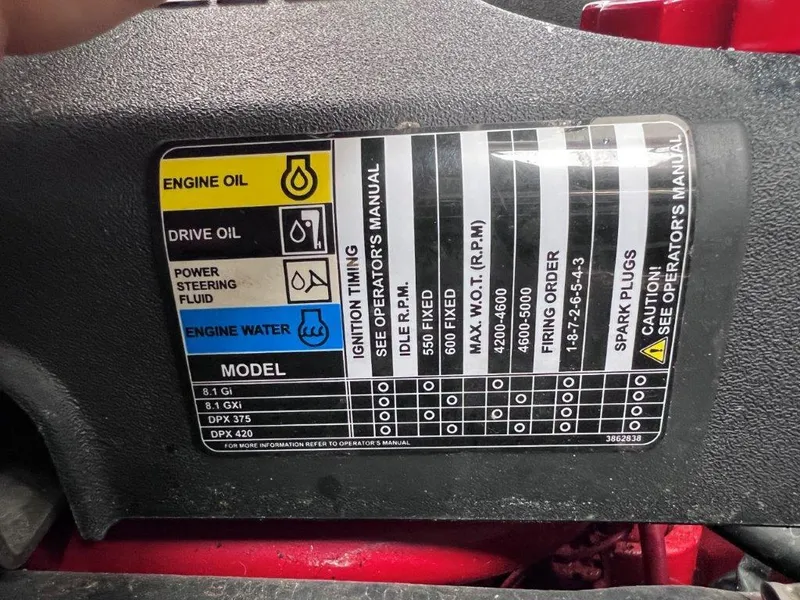 ENGINE OIL
DRIVE OIL
POWER
STEERING
FLUID
ENGINE WATER
MODEL
IGNITION TIMING
SEE OPERATOR'S MANUAL
IDLE R.P.M.
550 FIXED
600 FIXED
MAX. W.O.T. (R.P.M)
4200-4600
4600-5000
FIRING ORDER
1-8-7-2-6-5-4-3
SPARK PLUGS
CAUTION!
SEE OPERATOR'S MANUAL
8.1 Gi
8.1 GXi
DPX 375
DPX 420
FOR MORE INFORMATION REFER TO OPERATOR'S MANUAL
3862838